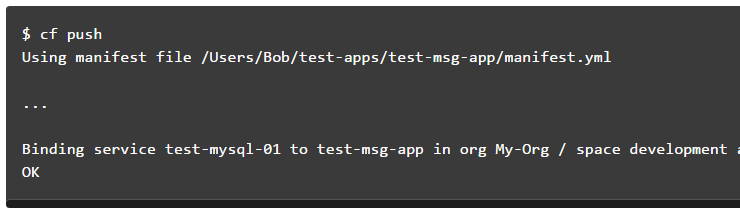 $ cf push
Using manifest file /Users/Bob/test-apps/test-msg-app/manifest.yml
...
Binding service test-mysql-01 to test-msg-app in org My-Org / space development
OK